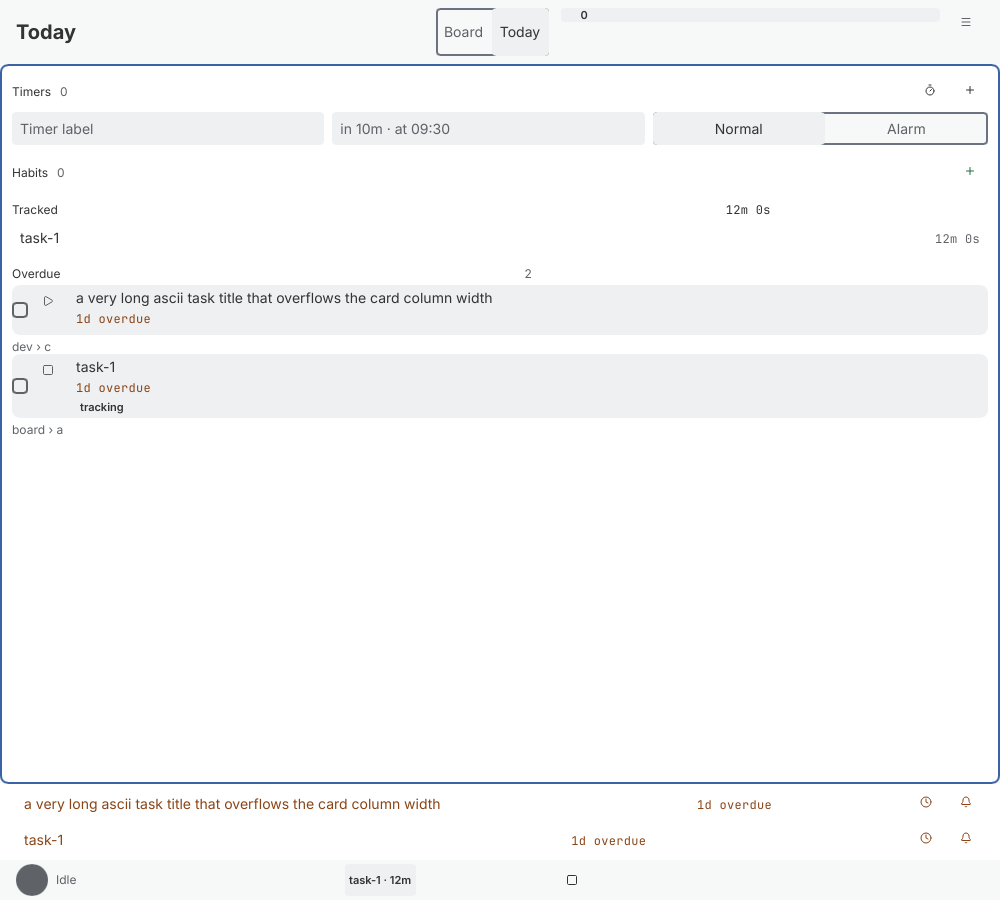 Today
Board Today
0
Timers 0
Timer label
in 10m · at 09:30
Normal
Alarm
Habits 0
Tracked 12m 0s
task-1 12m 0s
Overdue 2
a very long ascii task title that overflows the card column width
1d overdue
dev › c
task-1
1d overdue
tracking
board › a
a very long ascii task title that overflows the card column width 1d overdue
task-1 1d overdue
Idle task-1 · 12m